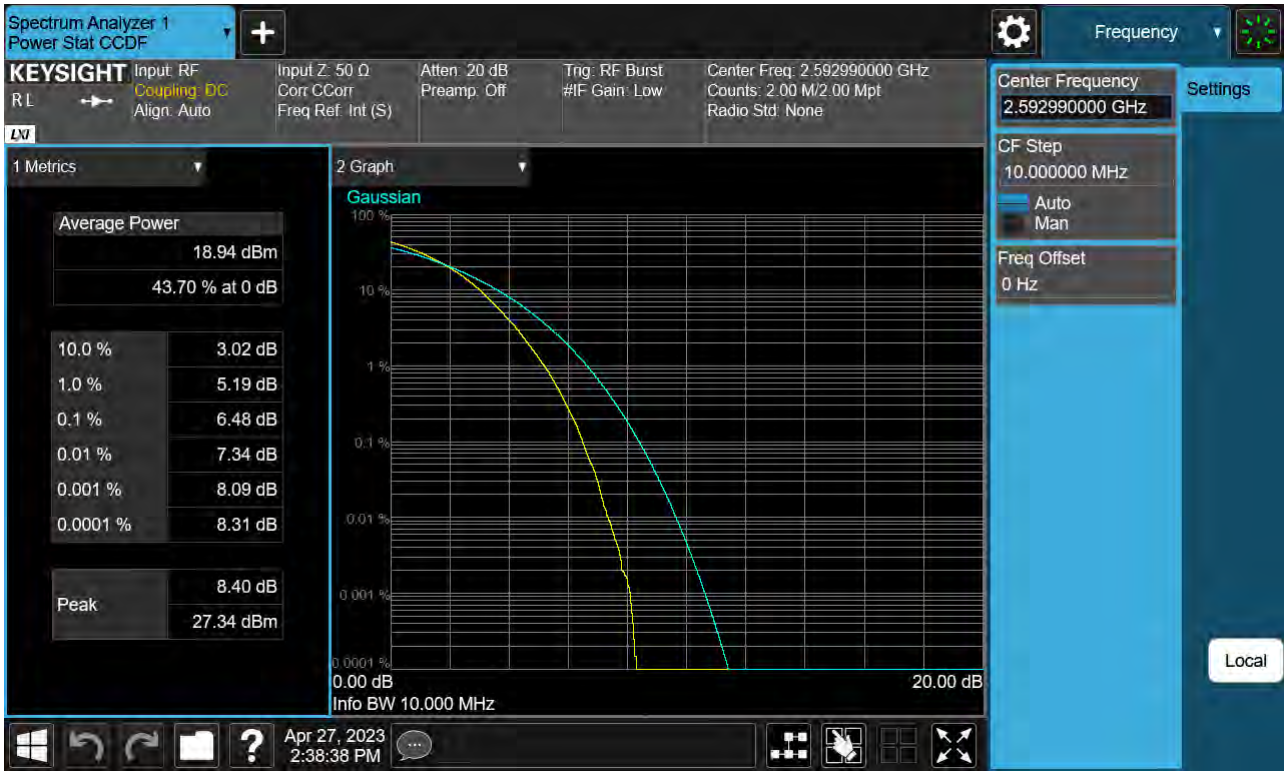 Spectrum Analyzer 1
Power Stat CCDF
+
Frequency
KEYSIGHT
R L
LXI
Input: RF
Coupling: DC
Align: Auto
Input Z: 50 Ω
Corr CCorr
Freq Ref: Int (S)
Atten: 20 dB
Preamp: Off
Trig: RF Burst
#IF Gain: Low
Center Freq: 2.592990000 GHz
Counts: 2.00 M/2.00 Mpt
Radio Std: None
Center Frequency
2.592990000 GHz
Settings
CF Step
10.000000 MHz
Auto
Man
Freq Offset
0 Hz
Local
1 Metrics
Average Power
18.94 dBm
43.70 % at 0 dB
10.0 % 3.02 dB
1.0 % 5.19 dB
0.1 % 6.48 dB
0.01 % 7.34 dB
0.001 % 8.09 dB
0.0001 % 8.31 dB
Peak
8.40 dB
27.34 dBm
2 Graph
Gaussian
100 %
10 %
1 %
0.1 %
0.01 %
0.001 %
0.0001 %
0.00 dB 20.00 dB
Info BW 10.000 MHz
?
Apr 27, 2023
2:38:38 PM